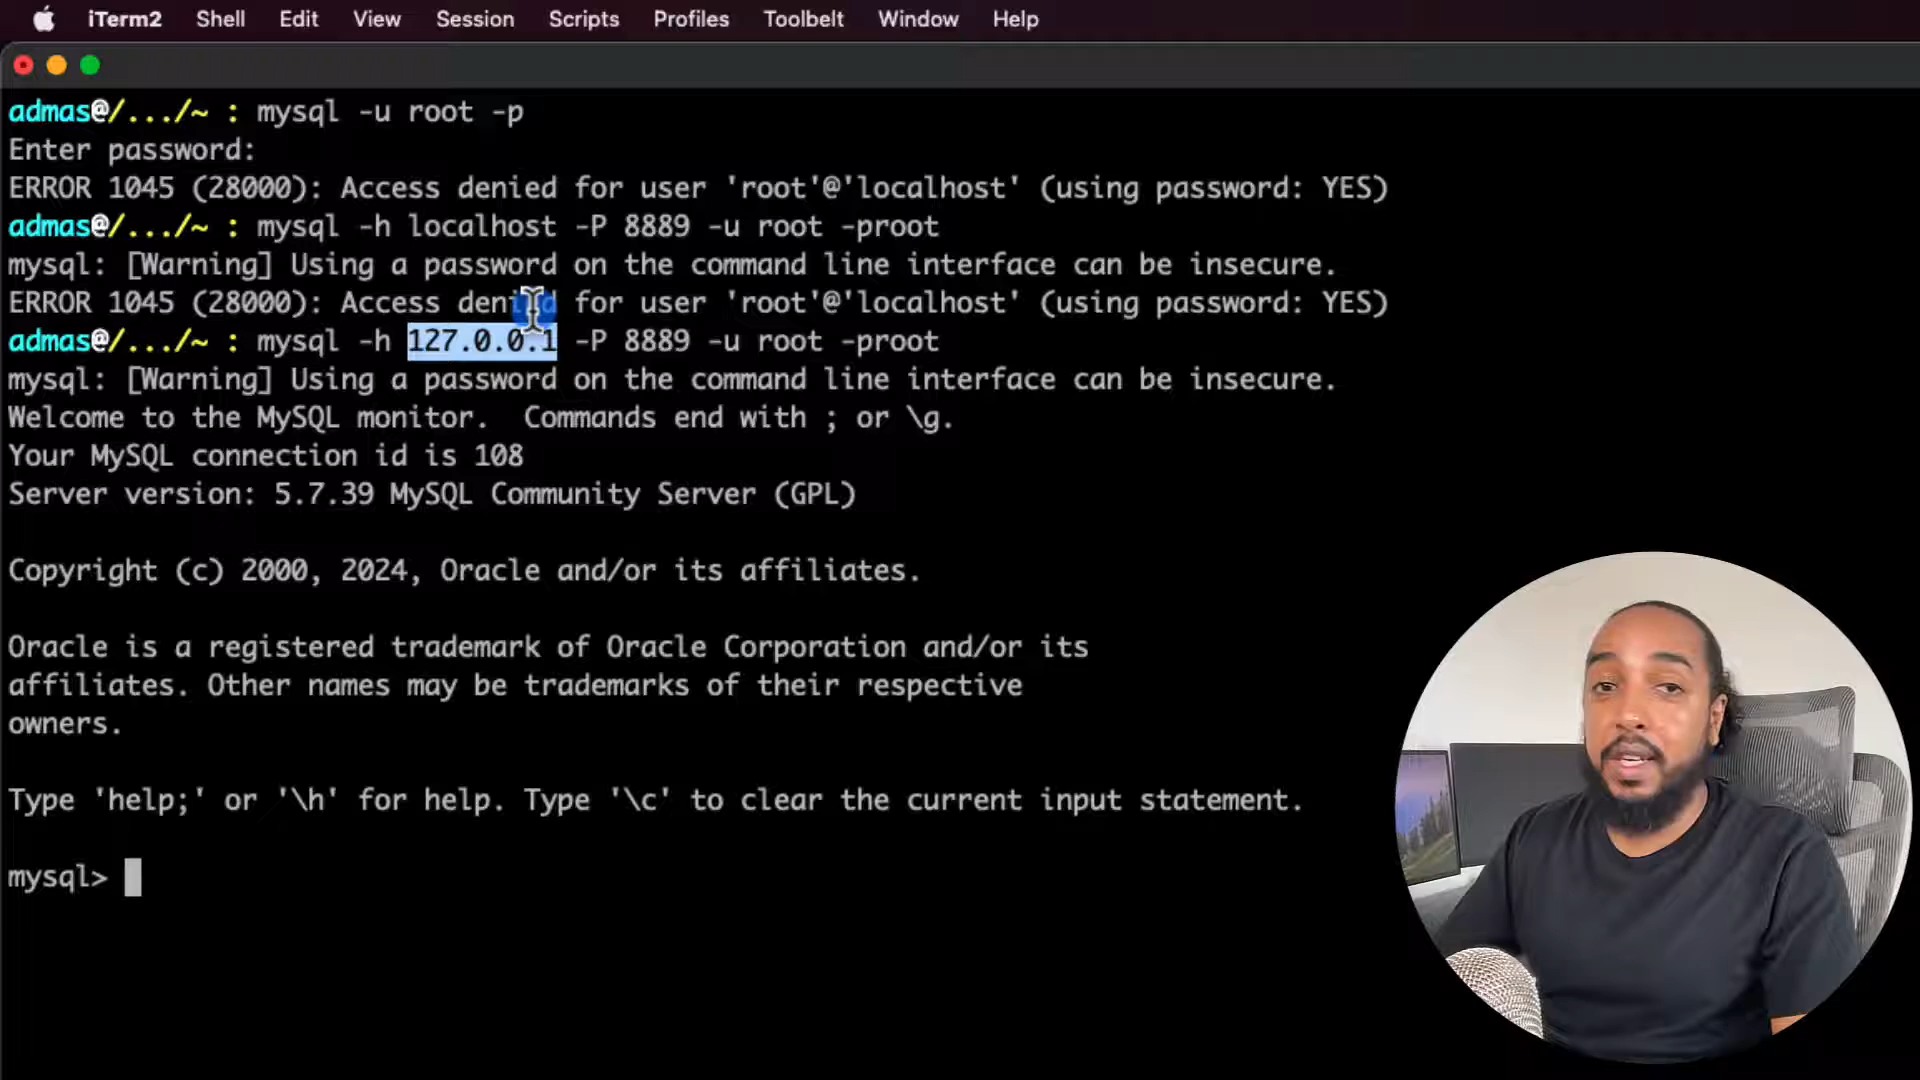 iTerm2 Shell Edit View Session Scripts Profiles Toolbelt Window Help
admas@/.../~ : mysql -u root -p
Enter password:
ERROR 1045 (28000): Access denied for user 'root'@'localhost' (using password: YES)
admas@/.../~ : mysql -h localhost -P 8889 -u root -proot
mysql: [Warning] Using a password on the command line interface can be insecure.
ERROR 1045 (28000): Access denied for user 'root'@'localhost' (using password: YES)
admas@/.../~ : mysql -h 127.0.0.1 -P 8889 -u root -proot
mysql: [Warning] Using a password on the command line interface can be insecure.
Welcome to the MySQL monitor.  Commands end with ; or \g.
Your MySQL connection id is 108
Server version: 5.7.39 MySQL Community Server (GPL)
Copyright (c) 2000, 2024, Oracle and/or its affiliates.
Oracle is a registered trademark of Oracle Corporation and/or its
affiliates. Other names may be trademarks of their respective
owners.
Type 'help;' or '\h' for help. Type '\c' to clear the current input statement.
mysql>